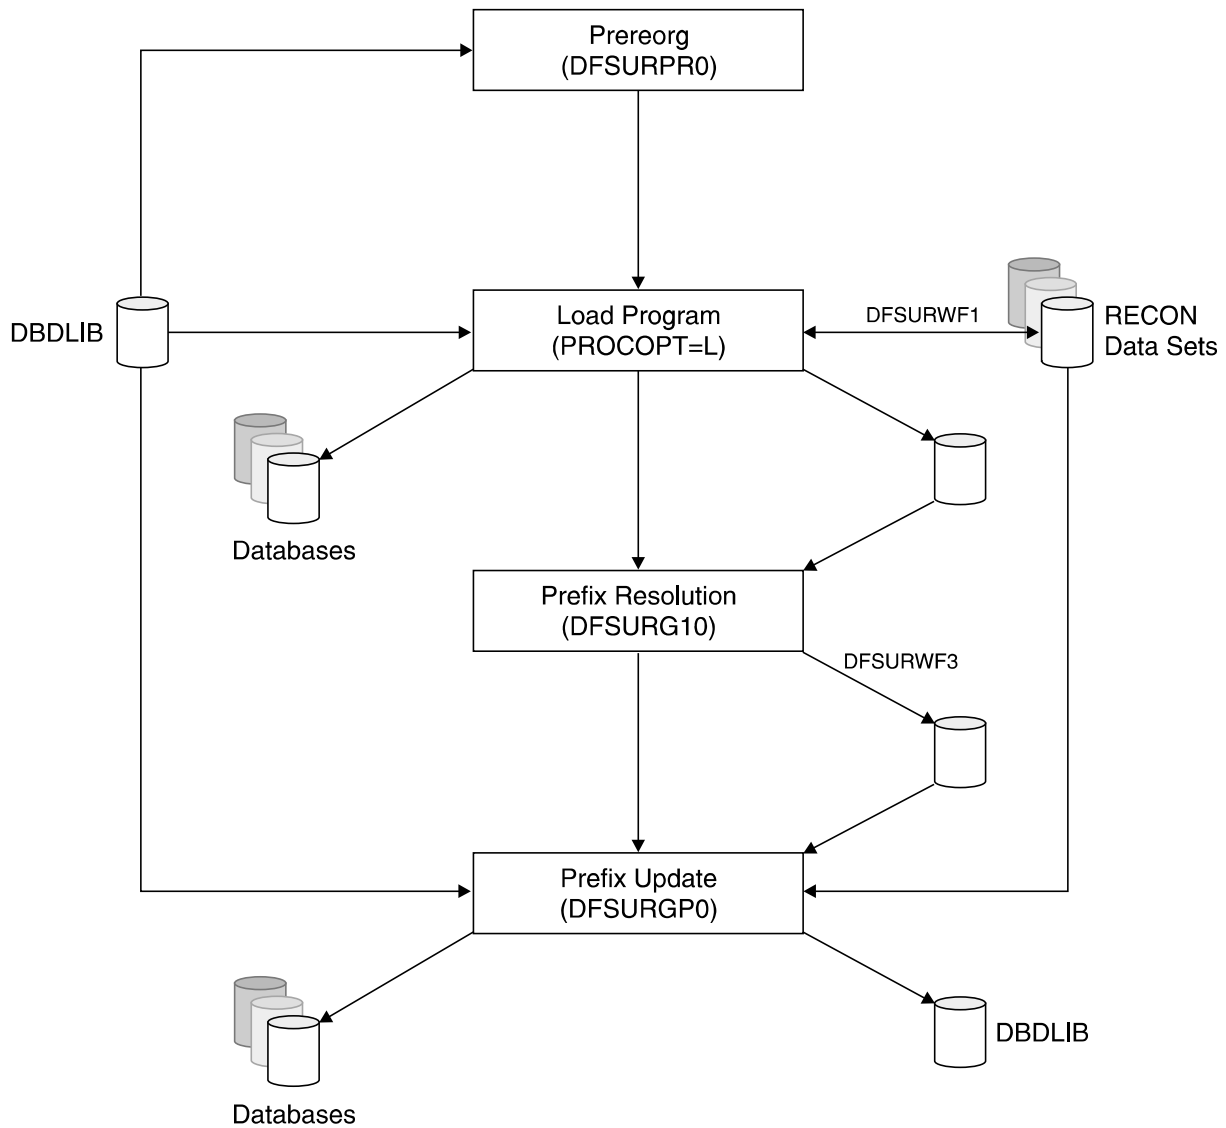 Prereorg
(DFSURPR0)
DBDLIB
Load Program
(PROCOPT=L)
DFSURWF1
RECON
Data Sets
Databases
Prefix Resolution
(DFSURG10)
DFSURWF3
Prefix Update
(DFSURGP0)
DBDLIB
Databases